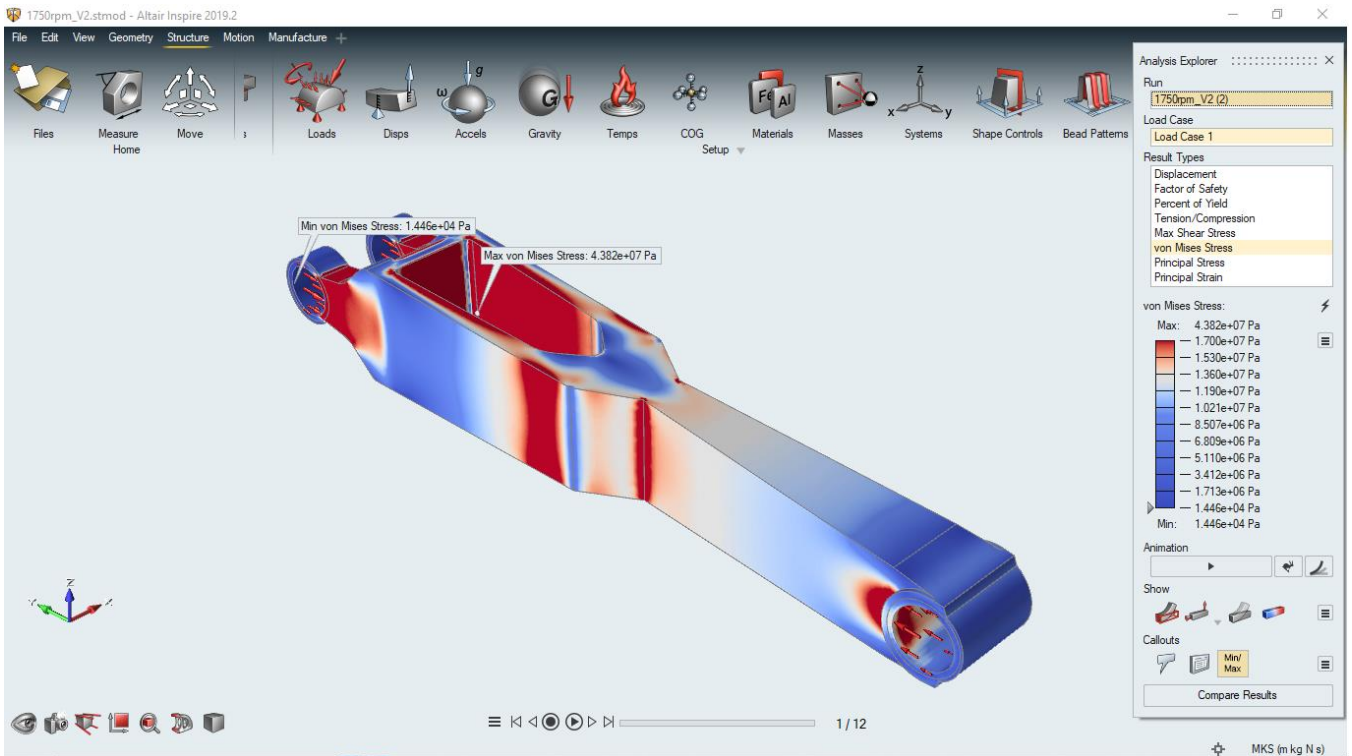 1750rpm_V2.stmod - Altair Inspire 2019.2
File Edit View Geometry Structure Motion Manufacture
Files Measure Move s Loads Disps Accels Gravity Temps COG Materials Masses Systems Shape Controls Bead Patterns
Home Setup
Analysis Explorer
Run
1750rpm_V2 (2)
Load Case
Load Case 1
Result Types
Displacement
Factor of Safety
Percent of Yield
Tension/Compression
Max Shear Stress
von Mises Stress
Principal Stress
Principal Strain
Min von Mises Stress: 1.446e+04 Pa
Max von Mises Stress: 4.382e+07 Pa
von Mises Stress:
Max: 4.382e+07 Pa
1.700e+07 Pa
1.530e+07 Pa
1.360e+07 Pa
1.190e+07 Pa
1.021e+07 Pa
8.507e+06 Pa
6.809e+06 Pa
5.110e+06 Pa
3.412e+06 Pa
1.713e+06 Pa
1.446e+04 Pa
Min: 1.446e+04 Pa
Animation
Show
Callouts
Min/
Max
Compare Results
1 / 12
MKS (m kg N s)